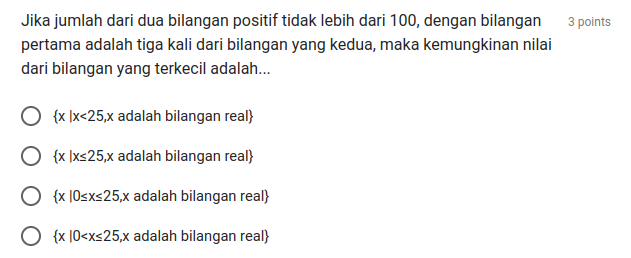 Jika jumlah dari dua bilangan positif tidak lebih dari 100, dengan bilangan 3 points
pertama adalah tiga kali dari bilangan yang kedua, maka kemungkinan nilai
dari bilangan yang terkecil adalah...
{x |x<25,x adalah bilangan real}
{x |x≤25,x adalah bilangan real}
{x |0≤x≤25,x adalah bilangan real}
{x |0<x≤25,x adalah bilangan real}